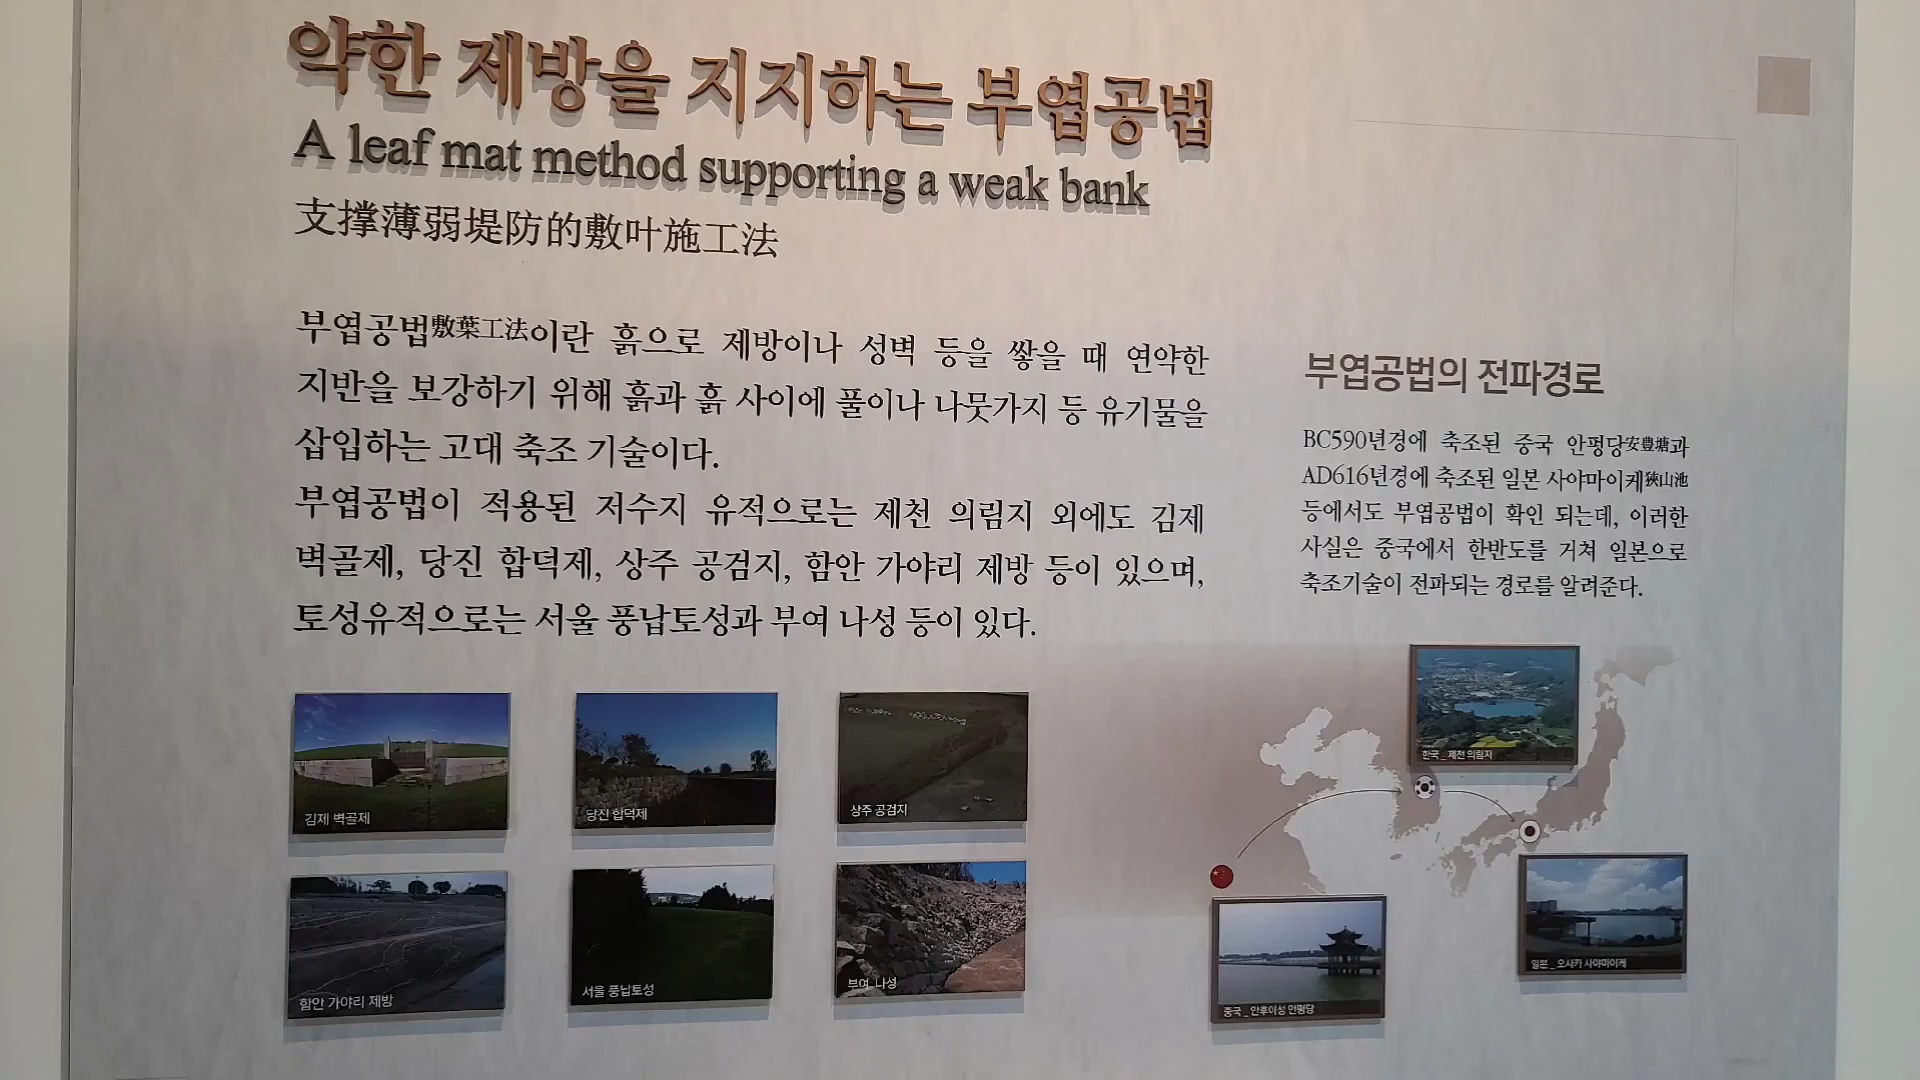 약한 제방을 지지하는 부엽공법
A leaf mat method supporting a weak bank
支撑薄弱堤防的敷叶施工法
부엽공법敷葉工法이란 흙으로 제방이나 성벽 등을 쌓을 때 연약한
지반을 보강하기 위해 흙과 흙 사이에 풀이나 나뭇가지 등 유기물을
삽입하는 고대 축조 기술이다.
부엽공법이 적용된 저수지 유적으로는 제천 의림지 외에도 김제
벽골제, 당진 합덕제, 상주 공검지, 함안 가야리 제방 등이 있으며,
토성유적으로는 서울 풍납토성과 부여 나성 등이 있다.
김제 벽골제
당진 합덕제
상주 공검지
함안 가야리 제방
서울 풍납토성
부여 나성
부엽공법의 전파경로
BC590년경에 축조된 중국 안평당安豊塘과
AD616년경에 축조된 일본 사야마이케狹山池
등에서도 부엽공법이 확인 되는데, 이러한
사실은 중국에서 한반도를 거쳐 일본으로
축조기술이 전파되는 경로를 알려준다.
한국 _ 제천 의림지
일본 _ 오사카 사야마이케
중국 _ 안후이성 안평당